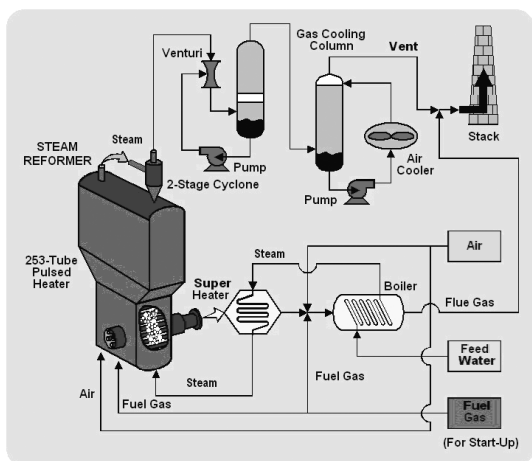 Gas Cooling
Column
Vent
Venturi
Stack
Steam
STEAM
REFORMER
2-Stage Cyclone
Pump
Pump
Air
Cooler
253-Tube
Pulsed
Heater
Steam
Super
Heater
Boiler
Air
Flue Gas
Feed
Water
Steam
Air
Fuel Gas
Fuel Gas
Fuel
Gas
(For Start-Up)